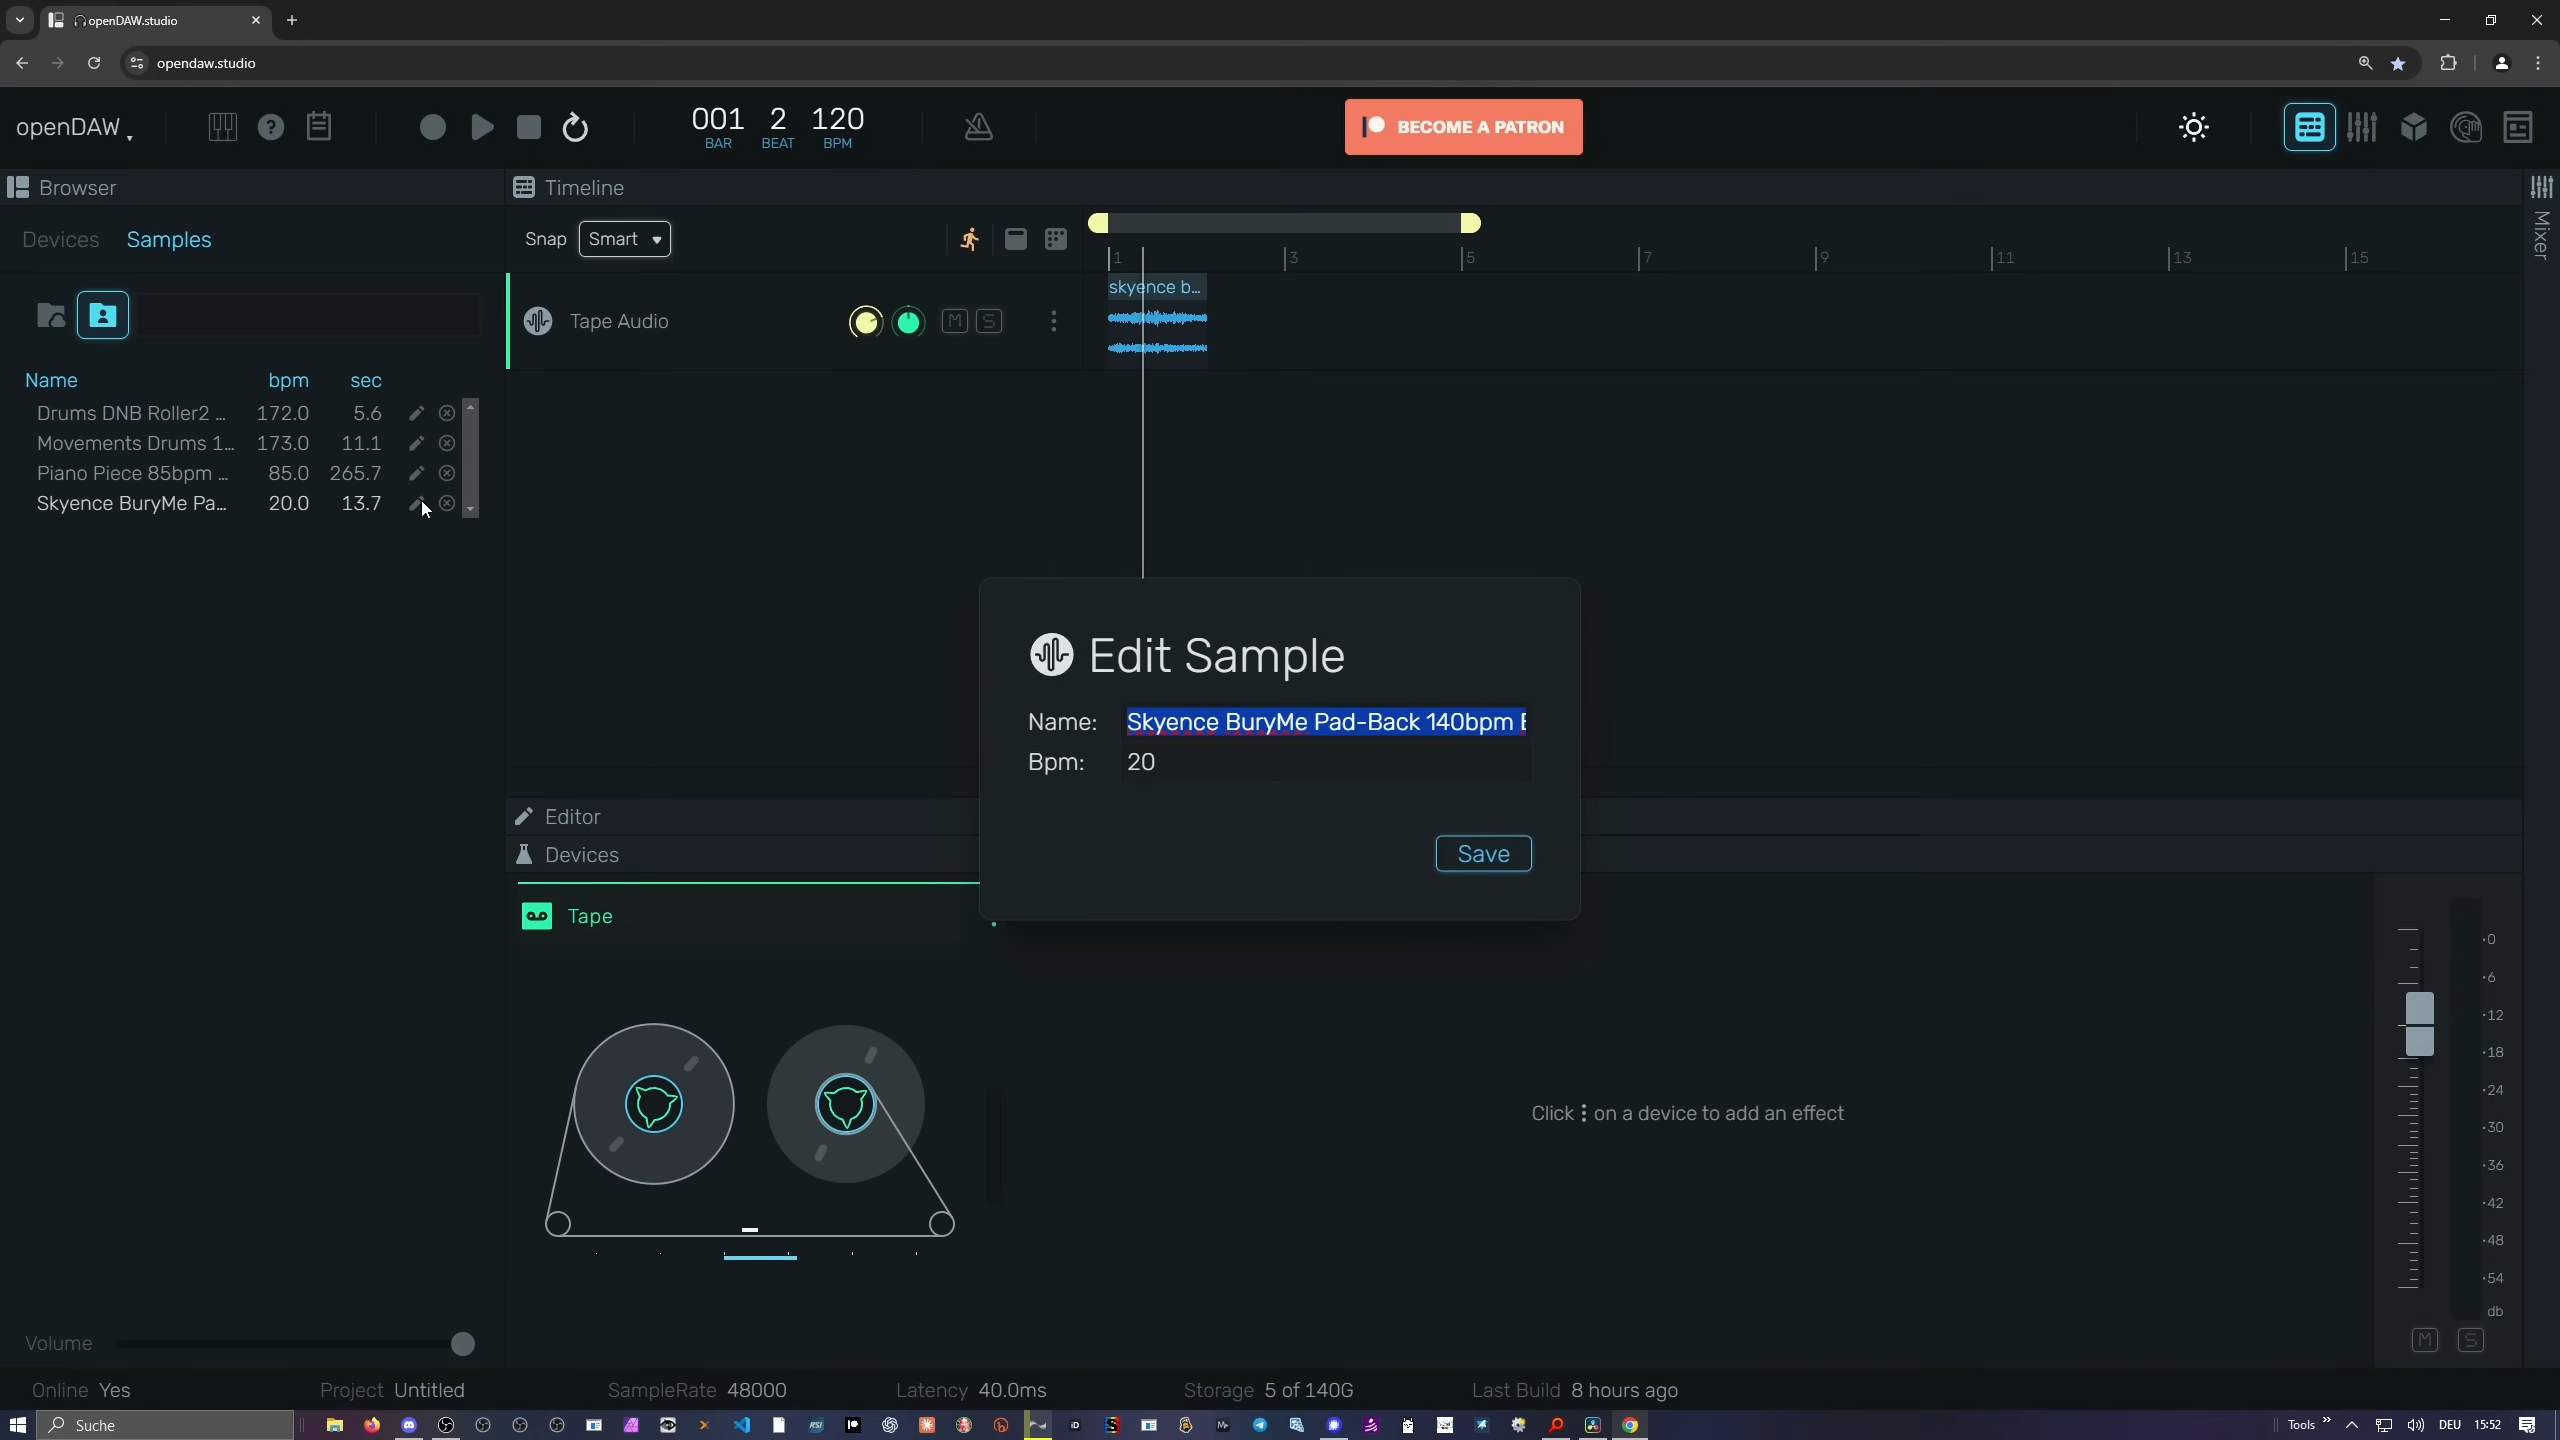 openDAW.studio
opendaw.studio
openDAW
001 2 120
BAR BEAT BPM
BECOME A PATRON
Browser
Timeline
Mixer
Devices Samples
Snap Smart
1 3 5 7 9 11 13 15
skyence b...
Tape Audio
M S
Name bpm sec
Drums DNB Roller2 ... 172.0 5.6
Movements Drums 1... 173.0 11.1
Piano Piece 85bpm ... 85.0 265.7
Skyence BuryMe Pa... 20.0 13.7
Edit Sample
Name: Skyence BuryMe Pad-Back 140bpm
Bpm: 20
Save
Editor
Devices
Tape
Click on a device to add an effect
0
6
12
18
24
30
36
42
48
54
db
M S
Volume
Online Yes Project Untitled SampleRate 48000 Latency 40.0ms Storage 5 of 140G Last Build 8 hours ago
Suche
Tools
DEU 15:52